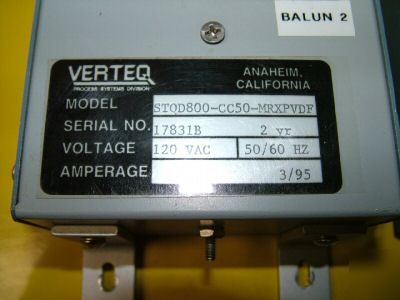 BALUN 2
VERTEQ ANAHEIM,
PROCESS SYSTEMS DIVISION CALIFORNIA
MODEL STQD800-CC50-MRXPVDF
SERIAL NO. 17831B 2 yr
VOLTAGE 120 VAC 50/60 HZ
AMPERAGE 3/95